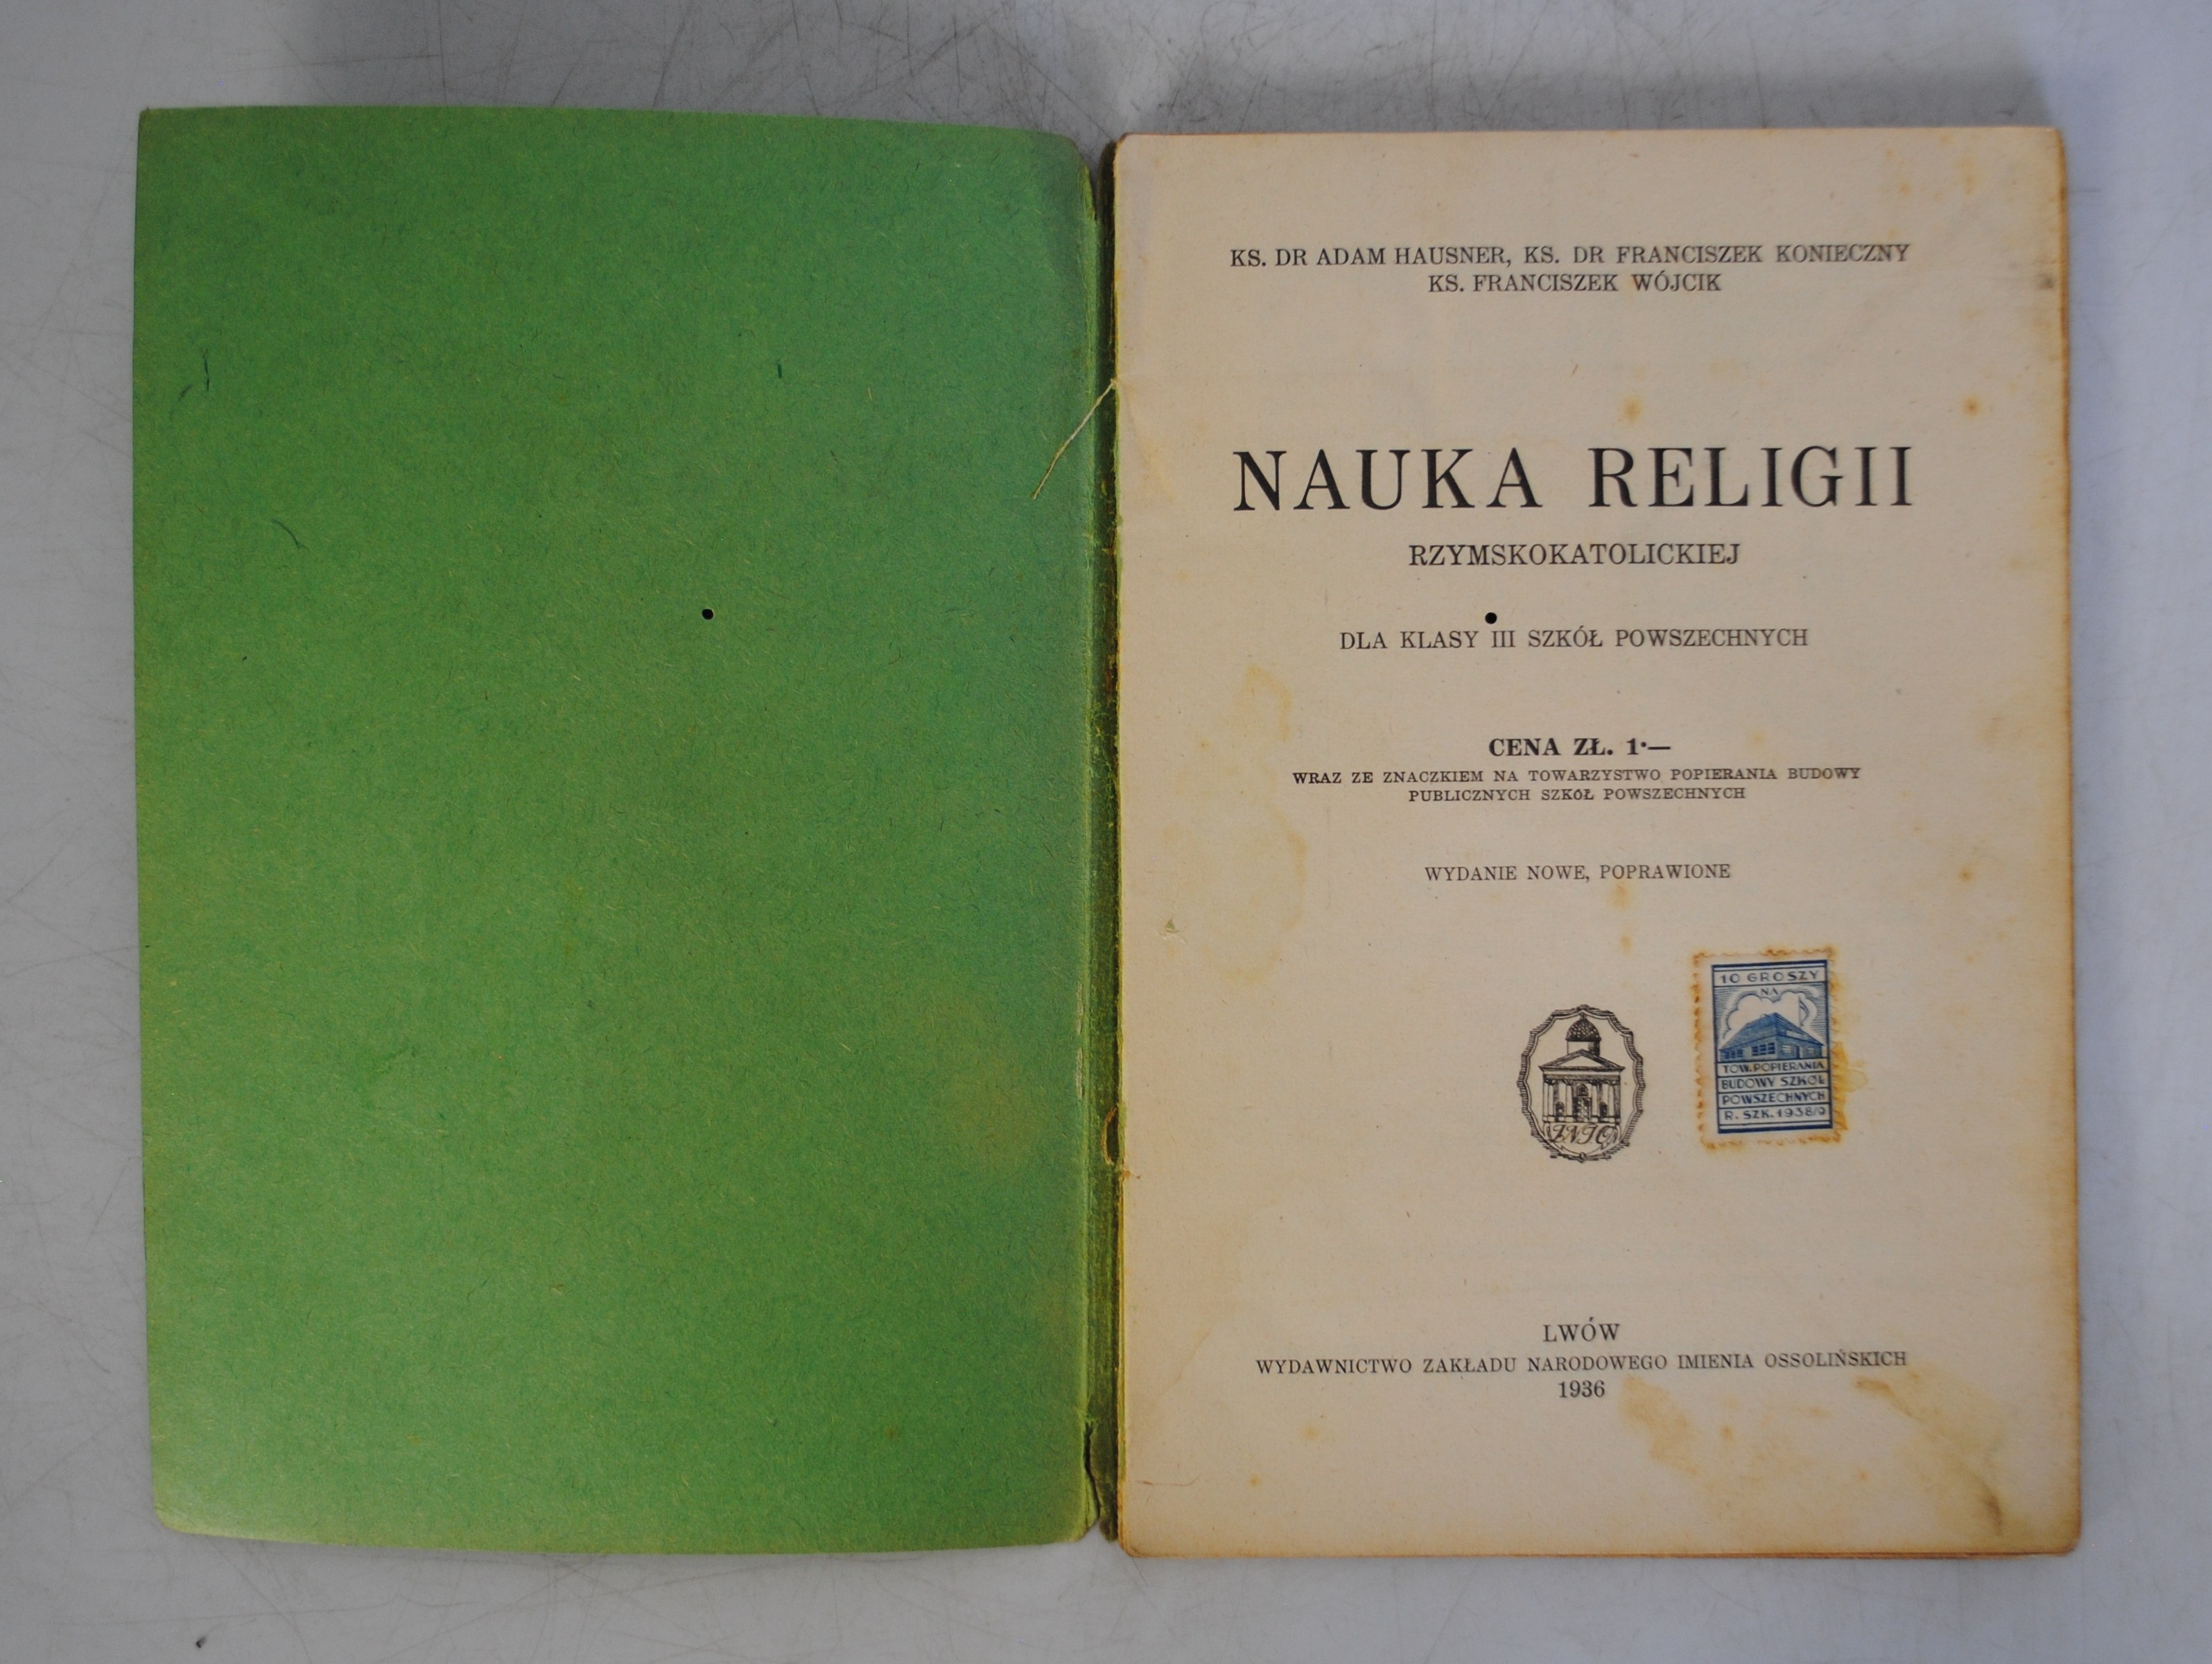 KS. DR ADAM HAUSNER, KS. DR FRANCISZEK KONIECZNY
KS. FRANCISZEK WÓJCIK
NAUKA RELIGII
RZYMSKOKATOLICKIEJ
DLA KLASY III SZKÓŁ POWSZECHNYCH
CENA ZŁ. 1·—
WRAZ ZE ZNACZKIEM NA TOWARZYSTWO POPIERANIA BUDOWY
PUBLICZNYCH SZKÓŁ POWSZECHNYCH
WYDANIE NOWE, POPRAWIONE
10 GROSZY
NA
TOW. POPIERANIA
BUDOWY SZKÓŁ
POWSZECHNYCH
R. SZK. 1938/9
ZNION
LWÓW
WYDAWNICTWO ZAKŁADU NARODOWEGO IMIENIA OSSOLIŃSKICH
1936